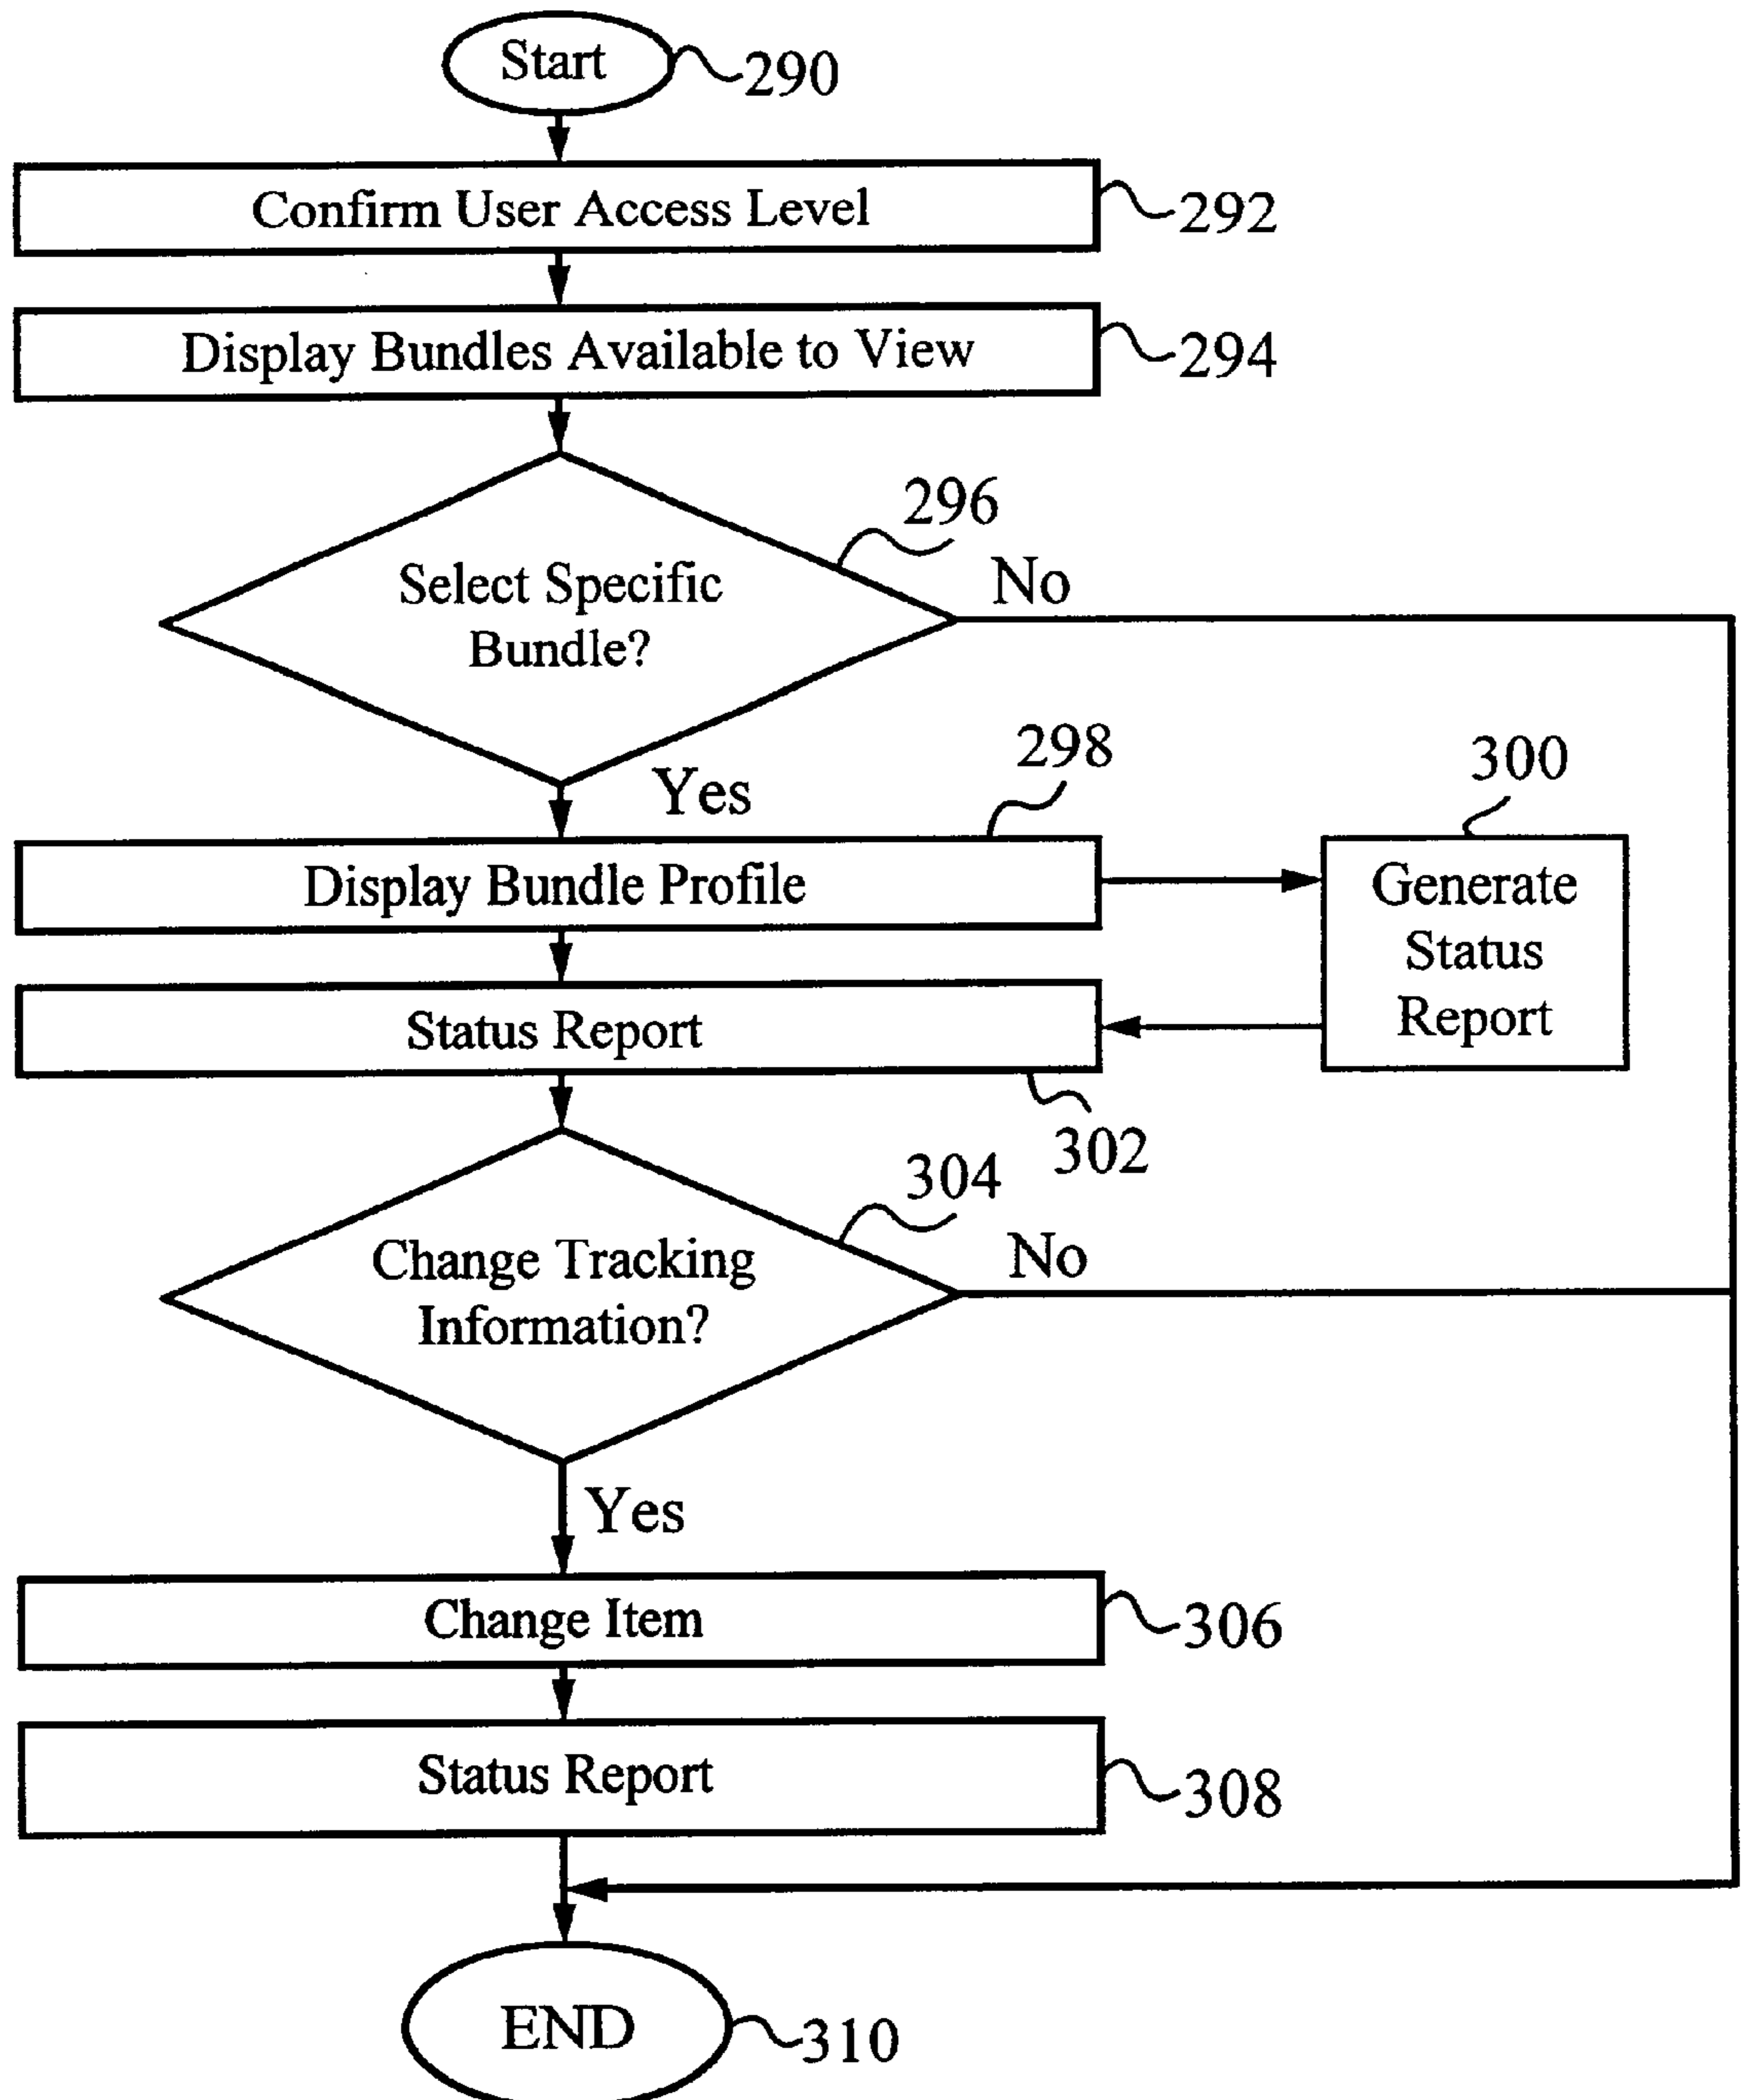 Start
290
Confirm User Access Level
292
Display Bundles Available to View
294
296
Select Specific
Bundle?
No
Yes
298
300
Display Bundle Profile
Generate
Status
Report
Status Report
302
304
Change Tracking
Information?
No
Yes
Change Item
306
Status Report
308
END
310